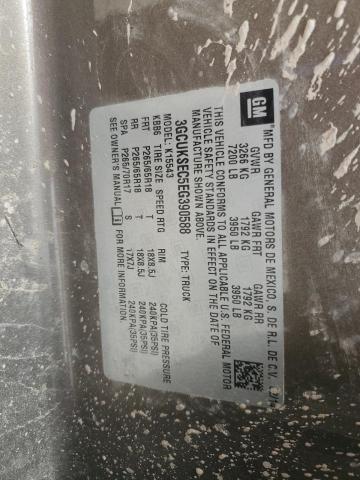 GM
MFD BY GENERAL MOTORS DE MEXICO, S. DE R.L. DE C.V.
GVWR GAWR FRT GAWR RR
3266 KG 1792 KG 1792 KG
7200 LB 3950 LB 3950 LB
THIS VEHICLE CONFORMS TO ALL APPLICABLE U.S. FEDERAL MOTOR
VEHICLE SAFETY STANDARDS IN EFFECT ON THE DATE OF
MANUFACTURE SHOWN ABOVE.
3GCUKSEC5EG390588 TYPE: TRUCK
MODEL: K15543
KBB6 TIRE SIZE SPEED RTG RIM COLD TIRE PRESSURE
FRT P265/65R18 T 18X8.5J 240KPA(35PSI)
RR P265/65R18 T 18X8.5J 240KPA(35PSI)
SPA P265/70R17 S 17X7J 240KPA(35PSI)
SEE OWNER'S MANUAL FOR MORE INFORMATION